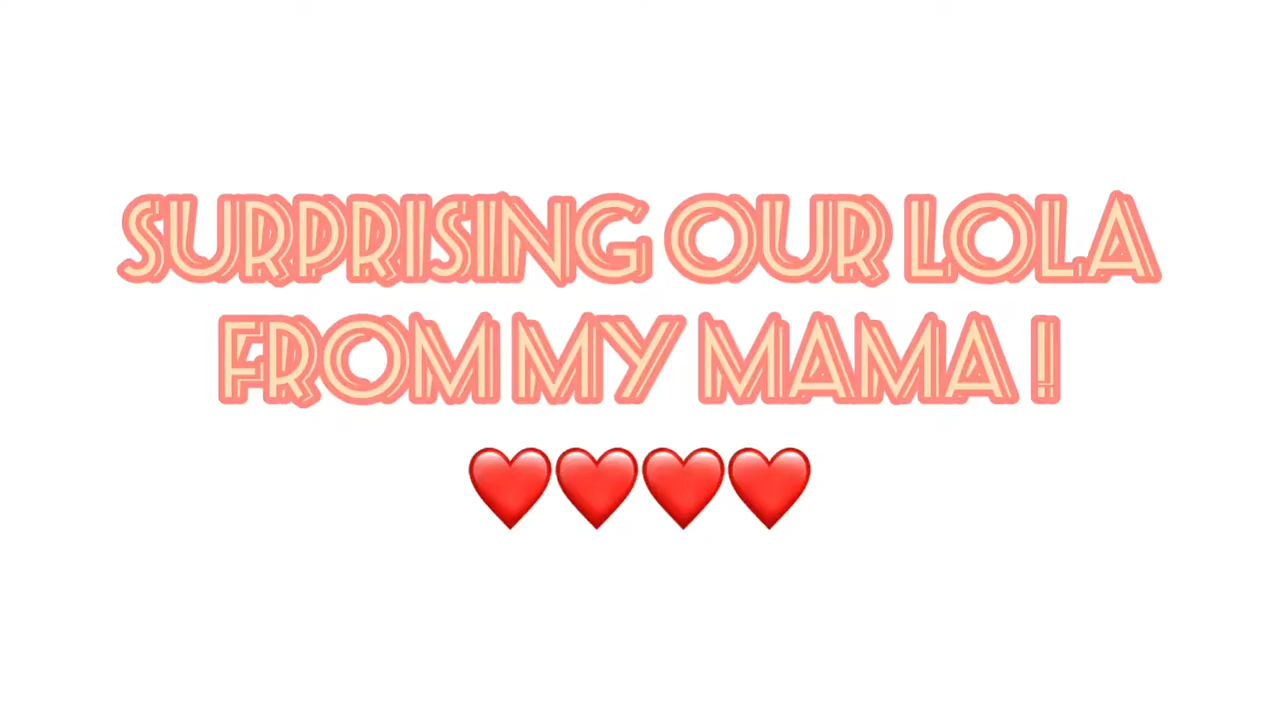 SURPRISING OUR LOLA
FROM MY MAMA !
❤️❤️❤️❤️